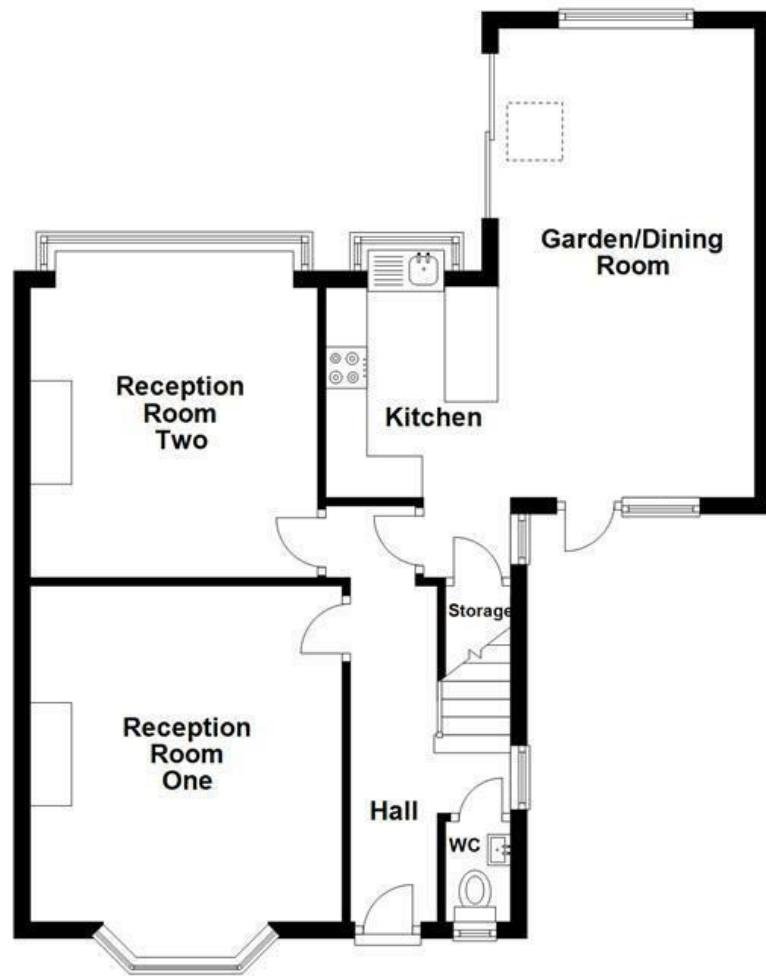 Garden/Dining
Room
Reception
Room
Two
Kitchen
Storage
Reception
Room
One
Hall
WC